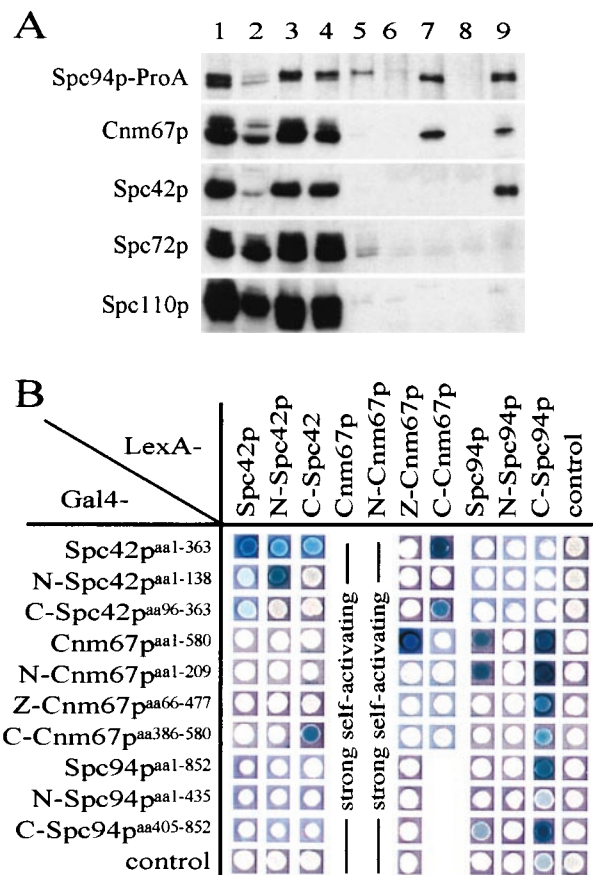 A
1 2 3 4 5 6 7 8 9
Spc94p-ProA
Cnm67p
Spc42p
Spc72p
Spc110p
B
LexA-
Gal4-
Spc42p
N-Spc42p
C-Spc42
Cnm67p
N-Cnm67p
Z-Cnm67p
C-Cnm67p
Spc94p
N-Spc94p
C-Spc94p
control
Spc42paa1-363
N-Spc42paa1-138
C-Spc42paa96-363
Cnm67paa1-580
N-Cnm67paa1-209
Z-Cnm67paa66-477
C-Cnm67paa386-580
Spc94paa1-852
N-Spc94paa1-435
C-Spc94paa405-852
control
strong self-activating
strong self-activating